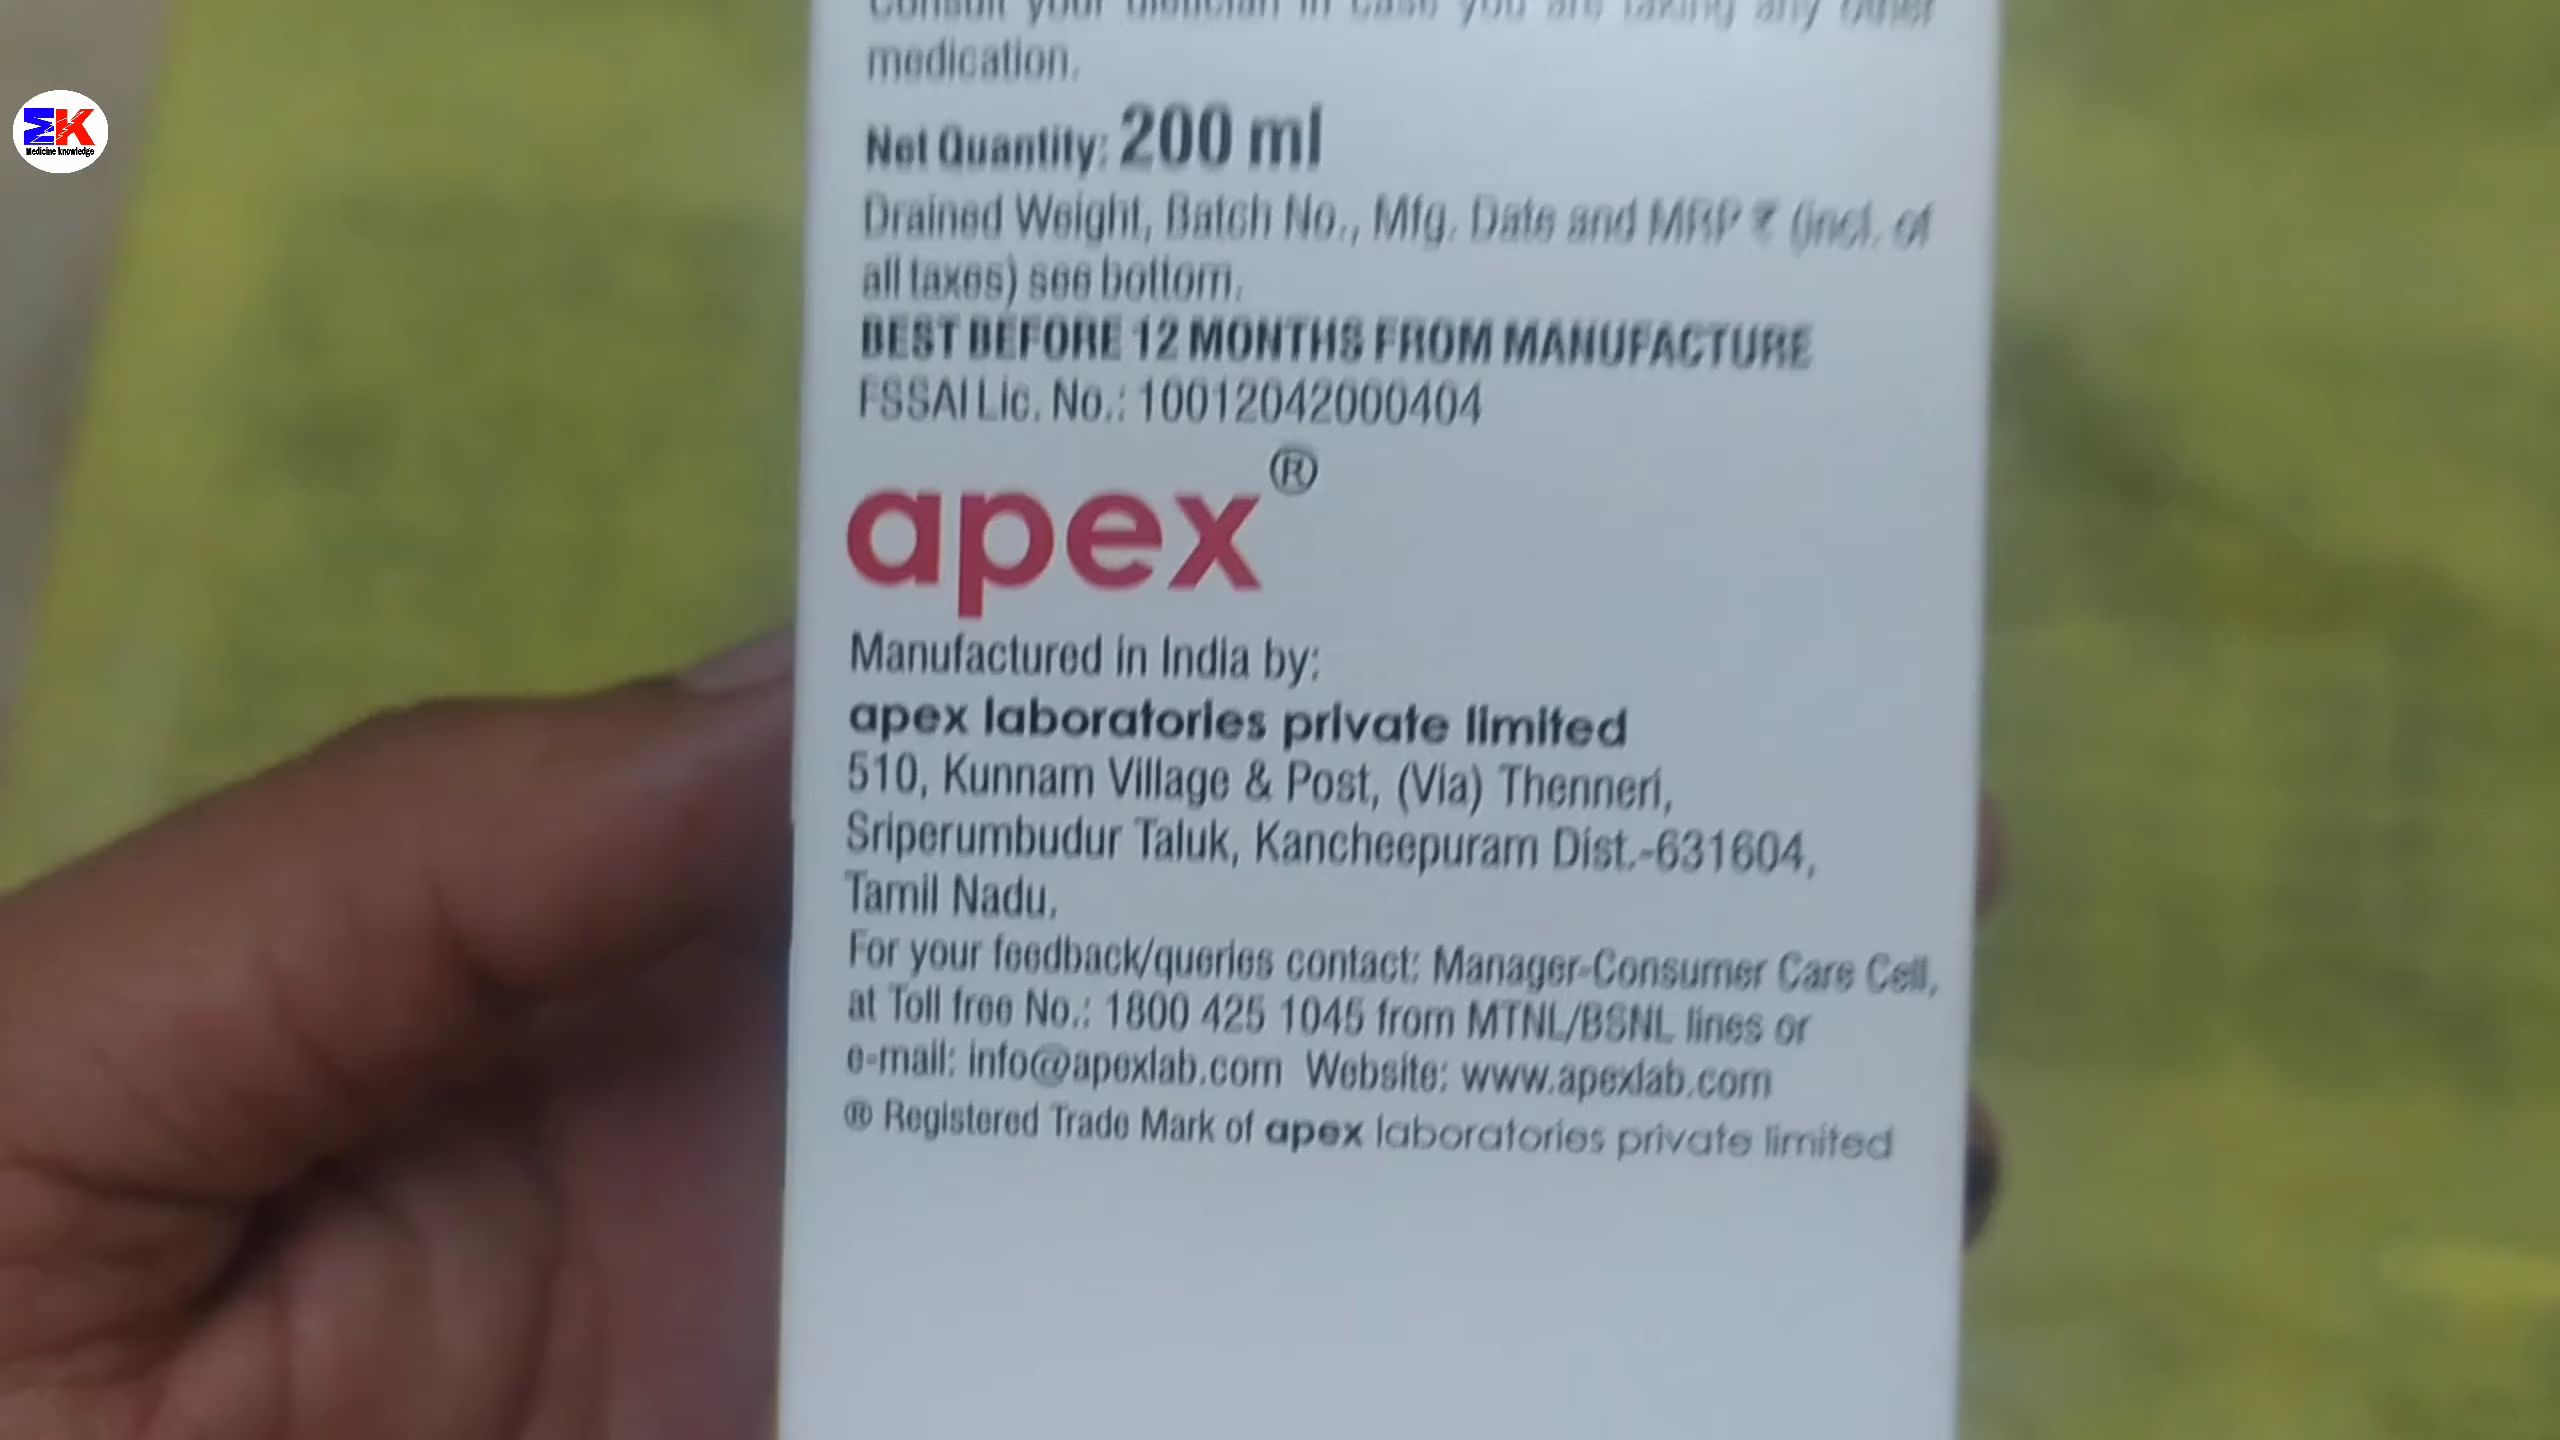 Consult your dietician in case you are taking any other
medication.
Net Quantity: 200 ml
Drained Weight, Batch No., Mfg. Date and MRP ₹ (incl. of
all taxes) see bottom.
BEST BEFORE 12 MONTHS FROM MANUFACTURE
FSSAI Lic. No.: 10012042000404
apex®
Manufactured in India by:
apex laboratories private limited
510, Kunnam Village & Post, (Via) Thenneri,
Sriperumbudur Taluk, Kancheepuram Dist.-631604,
Tamil Nadu.
For your feedback/queries contact: Manager-Consumer Care Cell,
at Toll free No.: 1800 425 1045 from MTNL/BSNL lines or
e-mail: info@apexlab.com Website: www.apexlab.com
® Registered Trade Mark of apex laboratories private limited
MK
Medicine knowledge